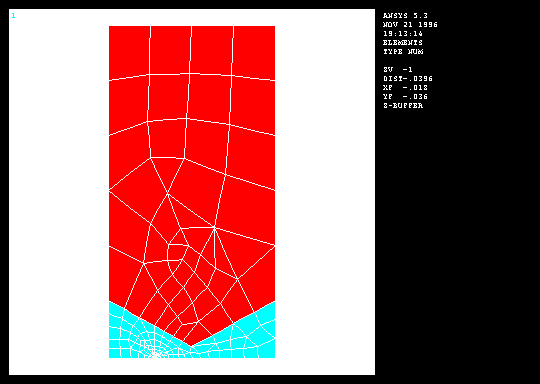 1
ANSYS 5.3
NOV 21 1996
19:13:14
ELEMENTS
TYPE NUM
ZV =-1
DIST=.0396
XF =.018
YF =.036
Z-BUFFER